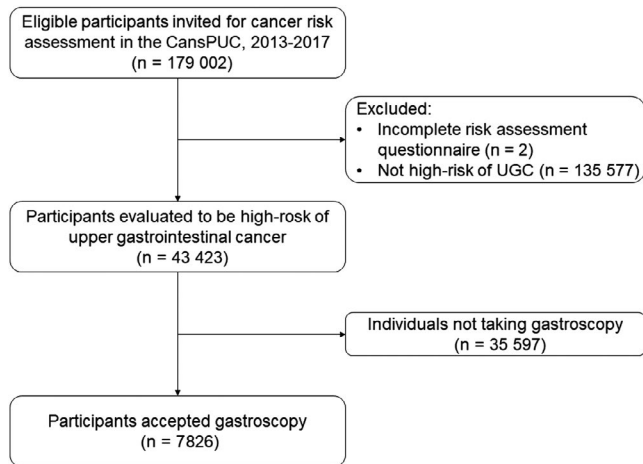 Eligible participants invited for cancer risk
assessment in the CansPUC, 2013-2017
(n = 179 002)
Excluded:
• Incomplete risk assessment
questionnaire (n = 2)
• Not high-risk of UGC (n = 135 577)
Participants evaluated to be high-rosk of
upper gastrointestinal cancer
(n = 43 423)
Individuals not taking gastroscopy
(n = 35 597)
Participants accepted gastroscopy
(n = 7826)